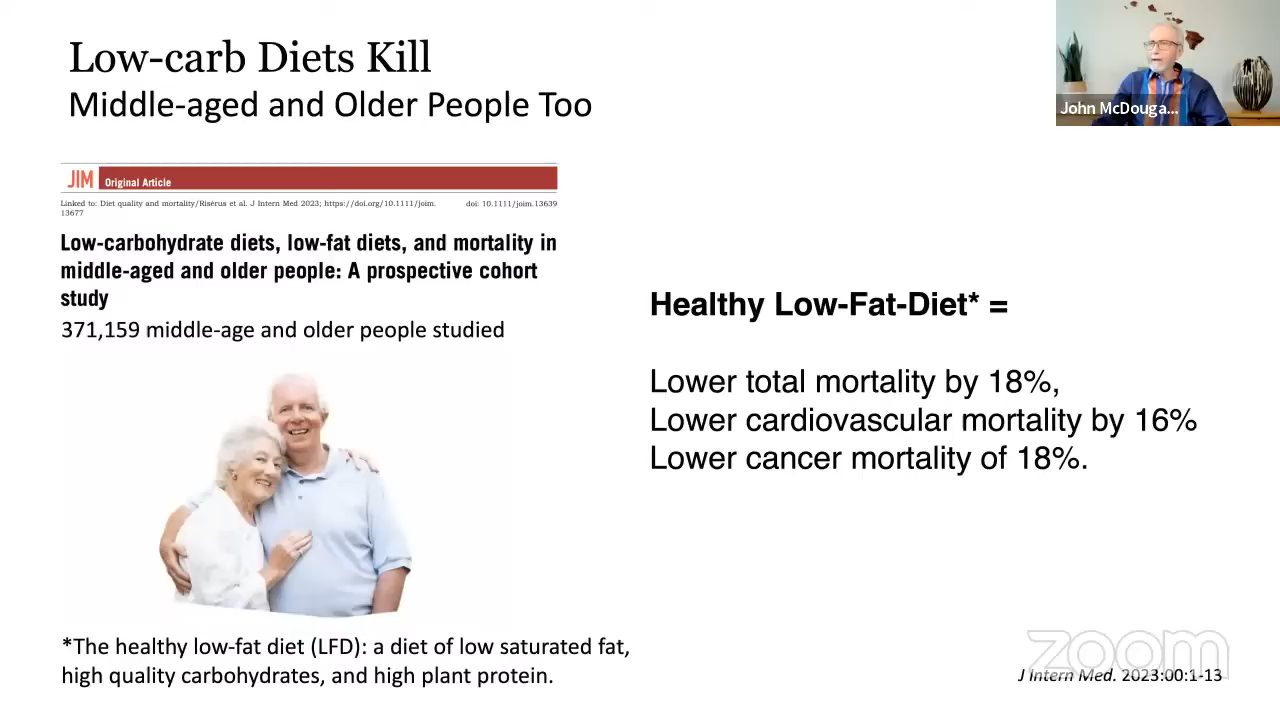 Low-carb Diets Kill
Middle-aged and Older People Too
John McDouga...
JIM Original Article
Linked to: Diet quality and mortality/Risérus et al. J Intern Med 2023; https://doi.org/10.1111/joim.
13677
doi: 10.1111/joim.13639
Low-carbohydrate diets, low-fat diets, and mortality in
middle-aged and older people: A prospective cohort
study
371,159 middle-age and older people studied
Healthy Low-Fat-Diet* =
Lower total mortality by 18%,
Lower cardiovascular mortality by 16%
Lower cancer mortality of 18%.
*The healthy low-fat diet (LFD): a diet of low saturated fat,
high quality carbohydrates, and high plant protein.
zoom
J Intern Med. 2023:00:1-13